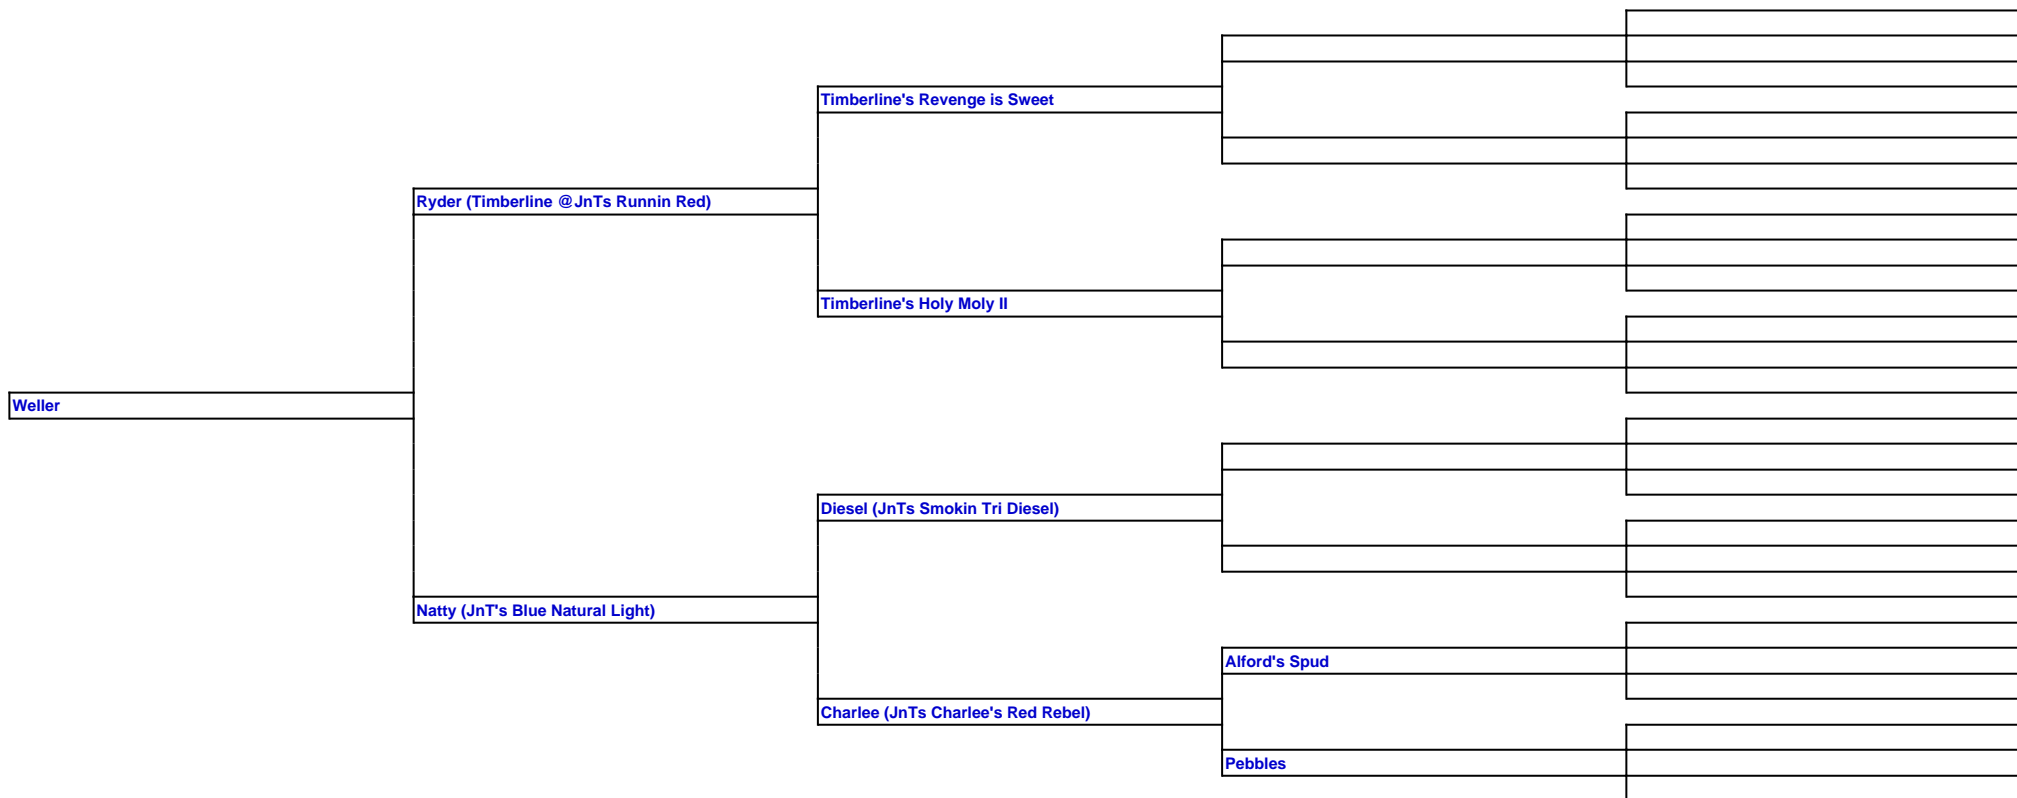 Timberline's Revenge is Sweet
Ryder (Timberline @JnTs Runnin Red)
Timberline's Holy Moly II
Weller
Diesel (JnTs Smokin Tri Diesel)
Natty (JnT's Blue Natural Light)
Alford's Spud
Charlee (JnTs Charlee's Red Rebel)
Pebbles